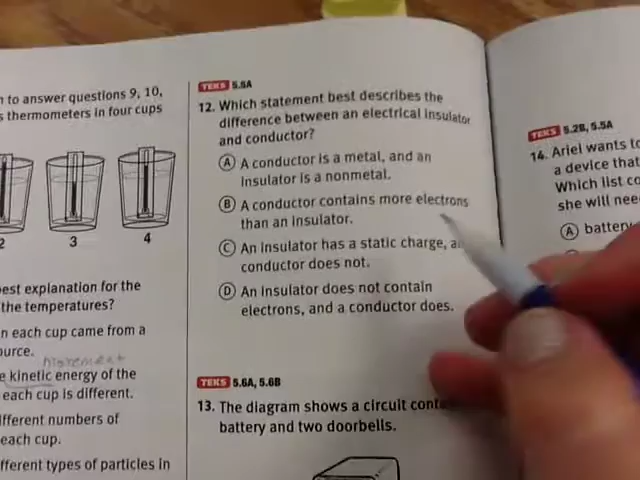 n to answer questions 9, 10,
s thermometers in four cups
2 3 4
est explanation for the
the temperatures?
n each cup came from a
ource.
movement
e kinetic energy of the
each cup is different.
ifferent numbers of
each cup.
fferent types of particles in
TEKS 5.5A
12. Which statement best describes the
difference between an electrical insulator
and conductor?
A A conductor is a metal, and an
insulator is a nonmetal.
B A conductor contains more electrons
than an insulator.
C An insulator has a static charge, a
conductor does not.
D An insulator does not contain
electrons, and a conductor does.
TEKS 5.6A, 5.6B
13. The diagram shows a circuit conta
battery and two doorbells.
TEKS 5.2B, 5.5A
14. Ariel wants to
a device that
Which list co
she will nee
A battery